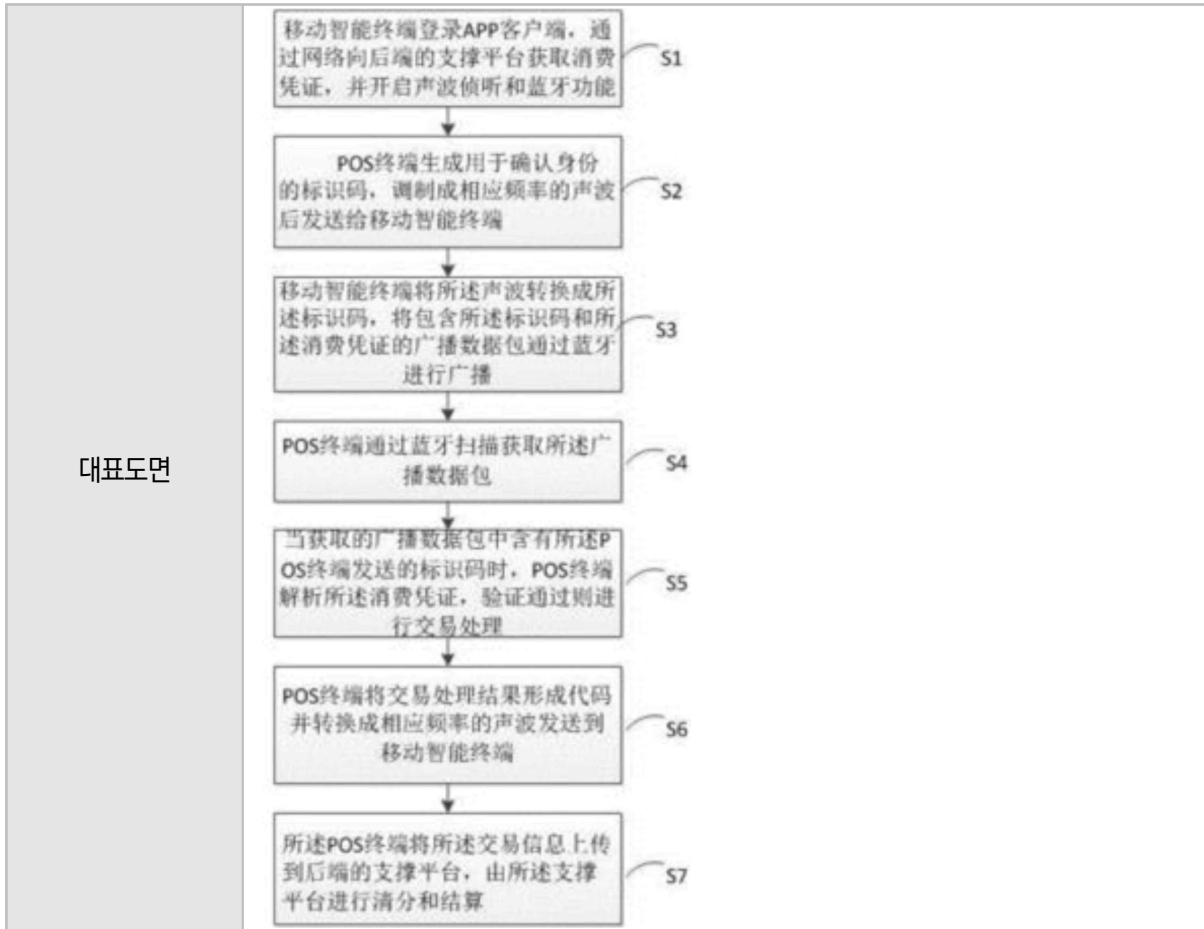 移动智能终端登录APP客户端，通
过网络向后端的支撑平台获取消费
凭证，并开启声波侦听和蓝牙功能
S1
POS终端生成用于确认身份
的标识码，调制成相应频率的声波
后发送给移动智能终端
S2
移动智能终端将所述声波转换成所
述标识码，将包含所述标识码和所
述消费凭证的广播数据包通过蓝牙
进行广播
S3
대표도면
POS终端通过蓝牙扫描获取所述广
播数据包
S4
当获取的广播数据包中含有所述P
OS终端发送的标识码时，POS终端
解析所述消费凭证，验证通过则进
行交易处理
S5
POS终端将交易处理结果形成代码
并转换成相应频率的声波发送到
移动智能终端
S6
所述POS终端将所述交易信息上传
到后端的支撑平台，由所述支撑
平台进行清分和结算
S7